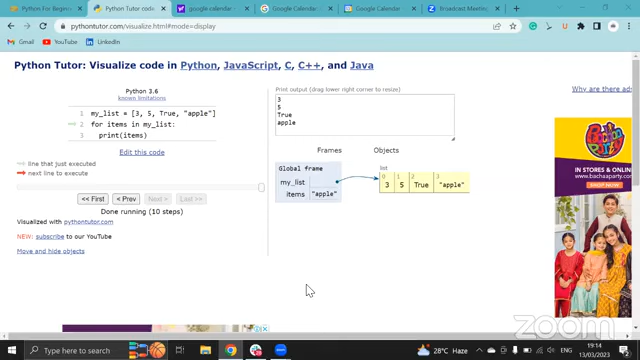 Python For Beginn
Python Tutor code
google calendar
Google Calendar
Google Calendar
Broadcast Meeting
pythontutor.com/visualize.html#mode=display
Gmail
YouTube
LinkedIn
Python Tutor: Visualize code in Python, JavaScript, C, C++, and Java
Python 3.6
known limitations
1 my_list = [3, 5, True, "apple"]
2 for items in my_list:
3 print(items)
Edit this code
line that just executed
next line to execute
<< First
< Prev
Next >
Last >>
Done running (10 steps)
Visualized with pythontutor.com
NEW: subscribe to our YouTube
Move and hide objects
Print output (drag lower right corner to resize)
3
5
True
apple
Frames
Objects
Global frame
my_list
items "apple"
list
0 1 2 3
3 5 True "apple"
Why are there ads
Bachaa Party
IN STORES & ONLINE
www.bachaaparty.com
SHOP NOW
Type here to search
28°C Haze
ENG
19:14
13/03/2023
zoom